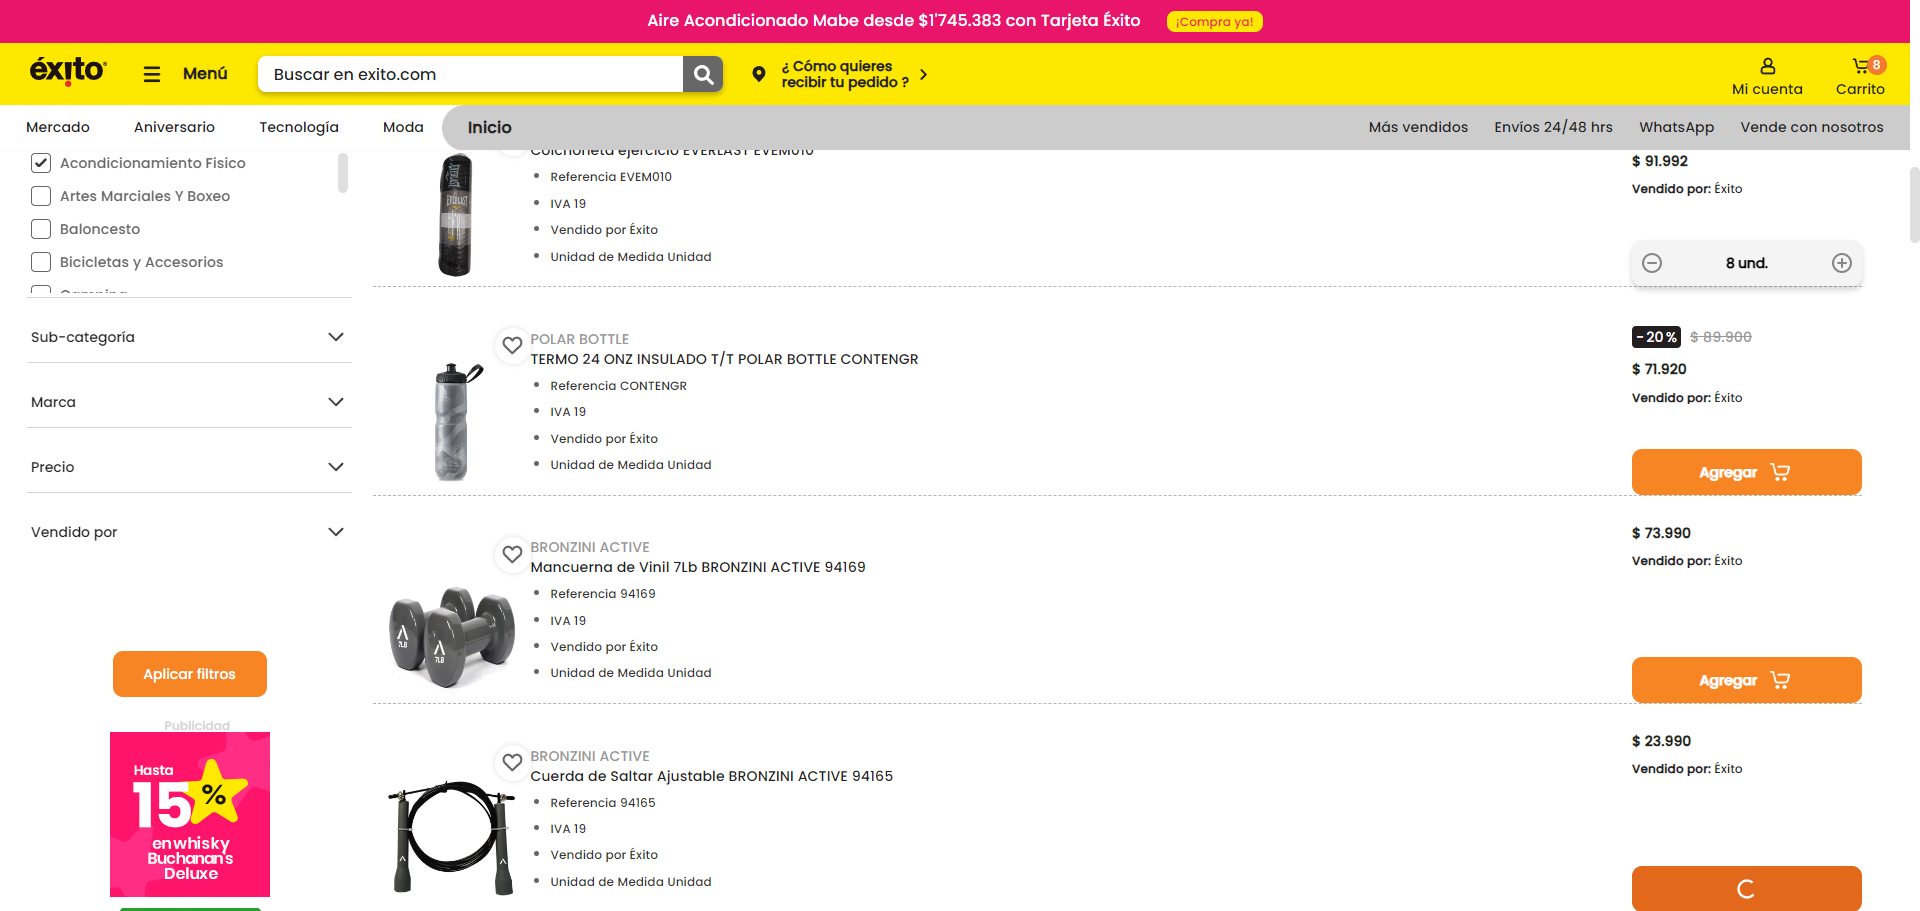 Aire Acondicionado Mabe desde $1'745.383 con Tarjeta Éxito
¡Compra ya!
éxito
Menú
Buscar en exito.com
¿ Cómo quieres
recibir tu pedido ?
Mi cuenta
8
Carrito
Mercado
Aniversario
Tecnología
Moda
Inicio
Más vendidos
Envíos 24/48 hrs
WhatsApp
Vende con nosotros
Acondicionamiento Fisico
Artes Marciales Y Boxeo
Baloncesto
Bicicletas y Accesorios
Sub-categoría
Marca
Precio
Vendido por
Aplicar filtros
Publicidad
Hasta
15%
en whisky
Buchanan's
Deluxe
Colchoneta ejercicio EVERLAST EVEM010
Referencia EVEM010
IVA 19
Vendido por Éxito
Unidad de Medida Unidad
$ 91.992
Vendido por: Éxito
8 und.
POLAR BOTTLE
TERMO 24 ONZ INSULADO T/T POLAR BOTTLE CONTENGR
Referencia CONTENGR
IVA 19
Vendido por Éxito
Unidad de Medida Unidad
- 20 %
$ 89.900
$ 71.920
Vendido por: Éxito
Agregar
BRONZINI ACTIVE
Mancuerna de Vinil 7Lb BRONZINI ACTIVE 94169
Referencia 94169
IVA 19
Vendido por Éxito
Unidad de Medida Unidad
7LB
7LB
$ 73.990
Vendido por: Éxito
Agregar
BRONZINI ACTIVE
Cuerda de Saltar Ajustable BRONZINI ACTIVE 94165
Referencia 94165
IVA 19
Vendido por Éxito
Unidad de Medida Unidad
$ 23.990
Vendido por: Éxito